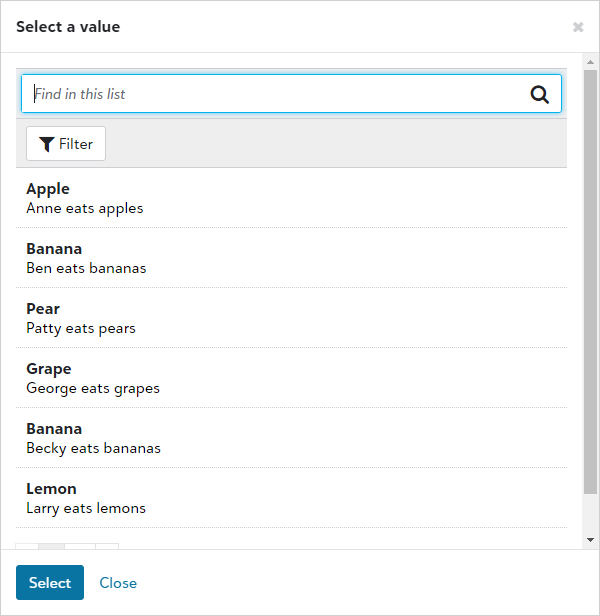 Select a value
Find in this list
Filter
Apple
Anne eats apples
Banana
Ben eats bananas
Pear
Patty eats pears
Grape
George eats grapes
Banana
Becky eats bananas
Lemon
Larry eats lemons
Select Close